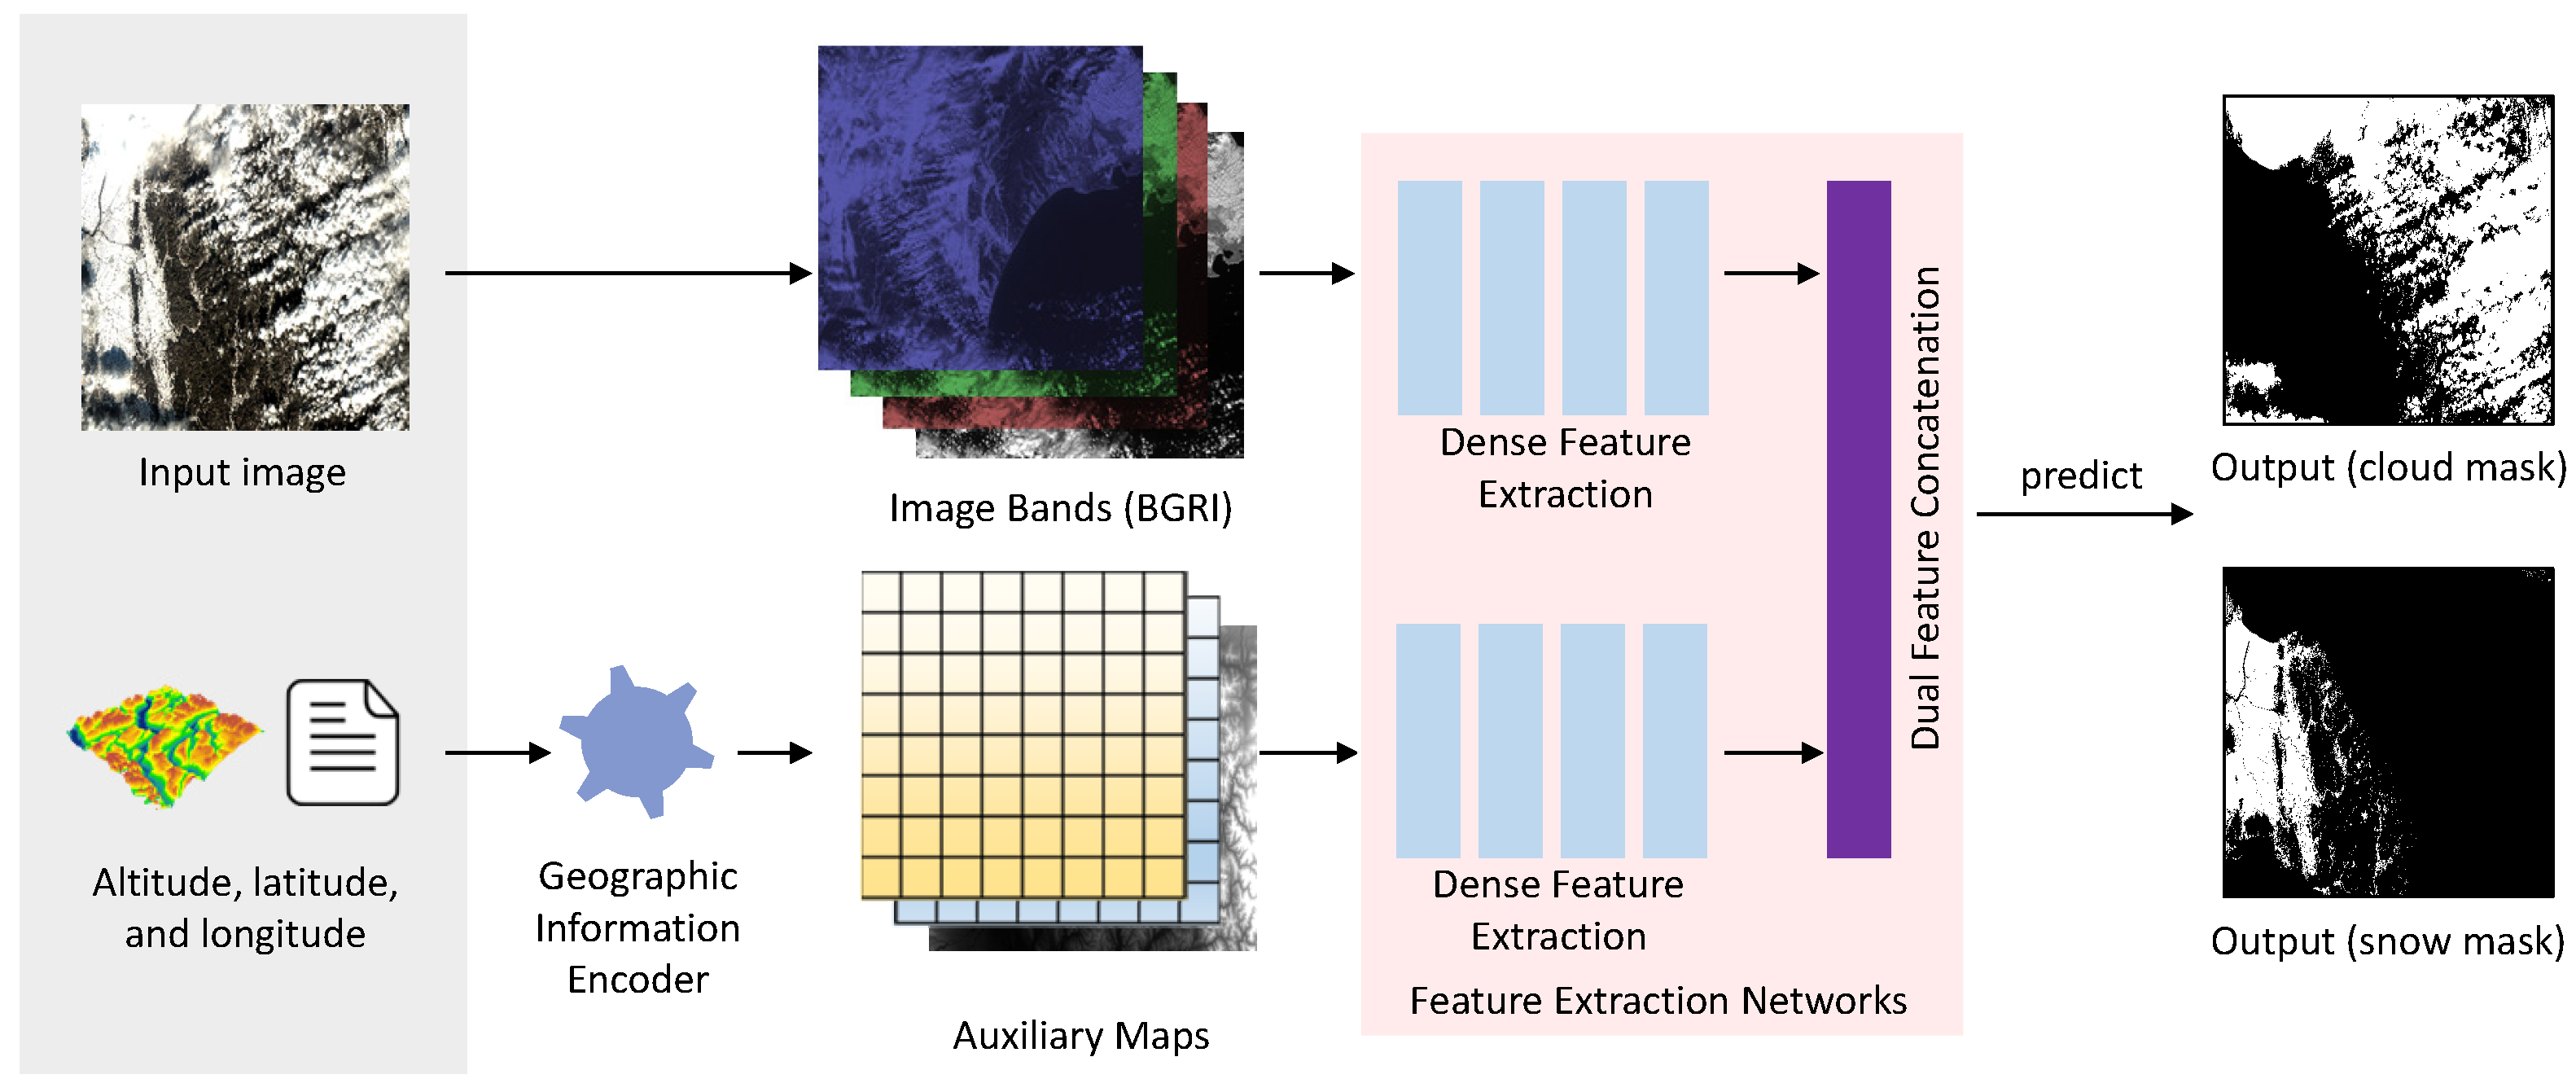 Input image
Image Bands (BGRI)
Dense Feature
Extraction
Dual Feature Concatenation
predict
Output (cloud mask)
Altitude, latitude,
and longitude
Geographic
Information
Encoder
Auxiliary Maps
Dense Feature
Extraction
Feature Extraction Networks
Output (snow mask)